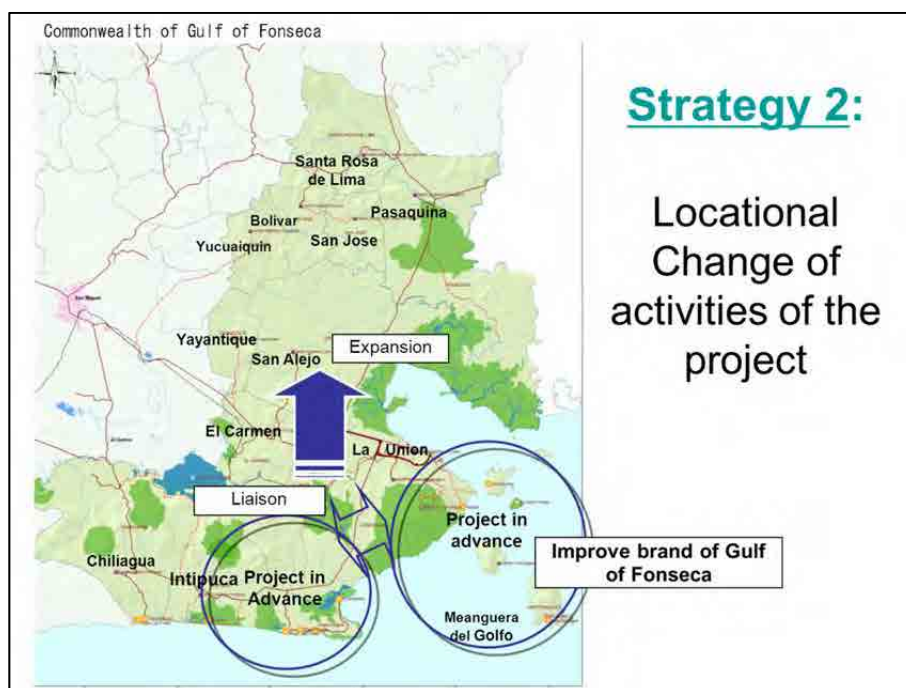 Commonwealth of Gulf of Fonseca
Strategy 2:
Locational
Change of
activities of the
project
Santa Rosa
de Lima
Bolivar
Pasaquina
Yucuaiquin
San Jose
Yayantique
San Alejo
Expansion
El Carmen
La Union
Liaison
Project in
advance
Improve brand of Gulf
of Fonseca
Chiliagua
Intipuca
Project in
Advance
Meanguera
del Golfo